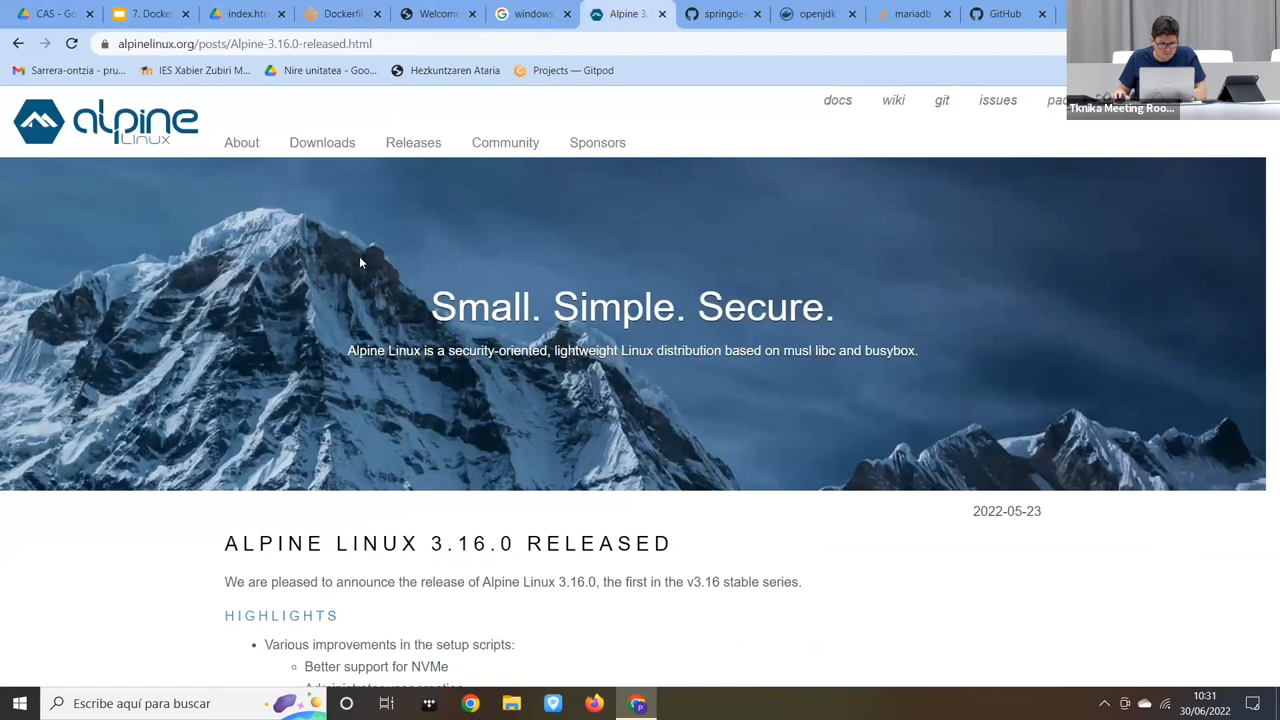 CAS - Go
7. Docke
index.htm
Dockerfil
Welcome
windows
Alpine 3.
springde
openjdk
mariadb
GitHub
alpinelinux.org/posts/Alpine-3.16.0-released.html
Sarrera-ontzia - pru...
IES Xabier Zubiri M...
Nire unitatea - Goo...
Hezkuntzaren Ataria
Projects — Gitpod
Tknika Meeting Roo...
alpine
Linux
docs
wiki
git
issues
About
Downloads
Releases
Community
Sponsors
Small. Simple. Secure.
Alpine Linux is a security-oriented, lightweight Linux distribution based on musl libc and busybox.
2022-05-23
ALPINE LINUX 3.16.0 RELEASED
We are pleased to announce the release of Alpine Linux 3.16.0, the first in the v3.16 stable series.
HIGHLIGHTS
Various improvements in the setup scripts:
Better support for NVMe
Escribe aquí para buscar
10:31
30/06/2022